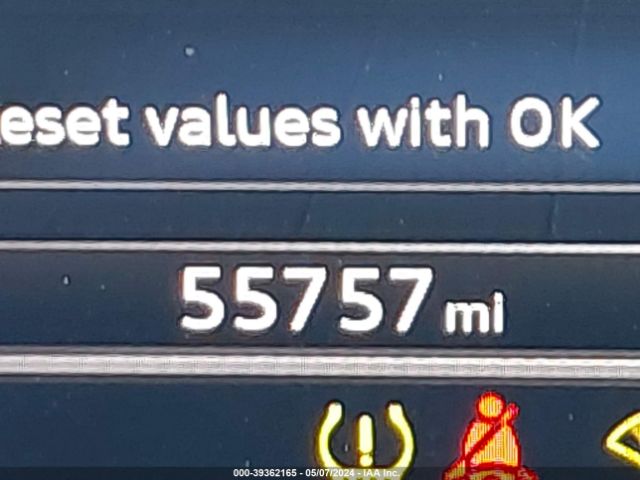 eset values with OK
55757 mi
000-39362165 - 05/07/2024 - IAA Inc.